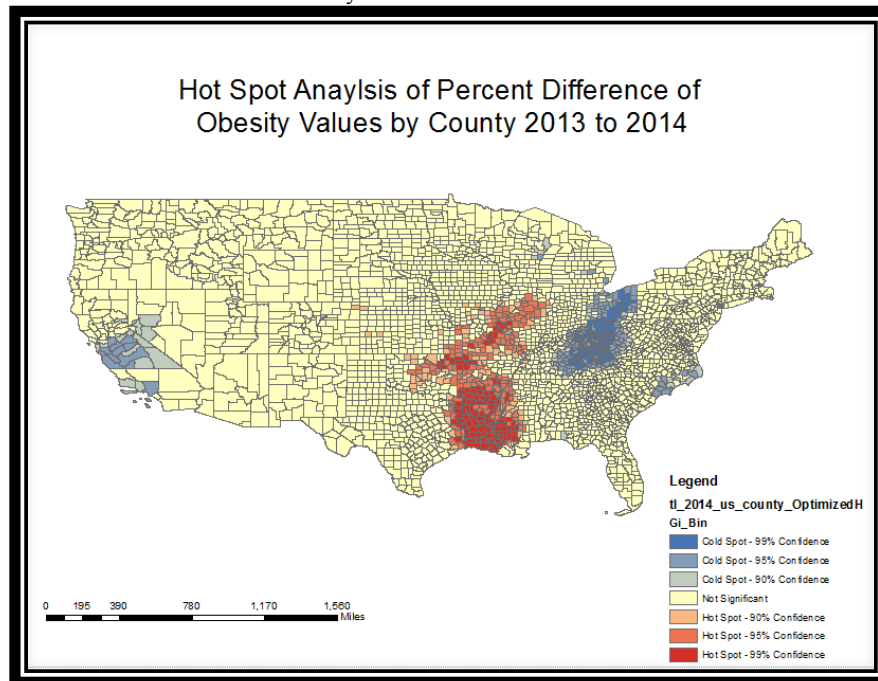 Hot Spot Anaylsis of Percent Difference of
Obesity Values by County 2013 to 2014
Legend
tl_2014_us_county_OptimizedH
Gi_Bin
Cold Spot - 99% Confidence
Cold Spot - 95% Confidence
Cold Spot - 90% Confidence
Not Significant
Hot Spot - 90% Confidence
Hot Spot - 95% Confidence
Hot Spot - 99% Confidence
0 195 390 780 1,170 1,560
Miles